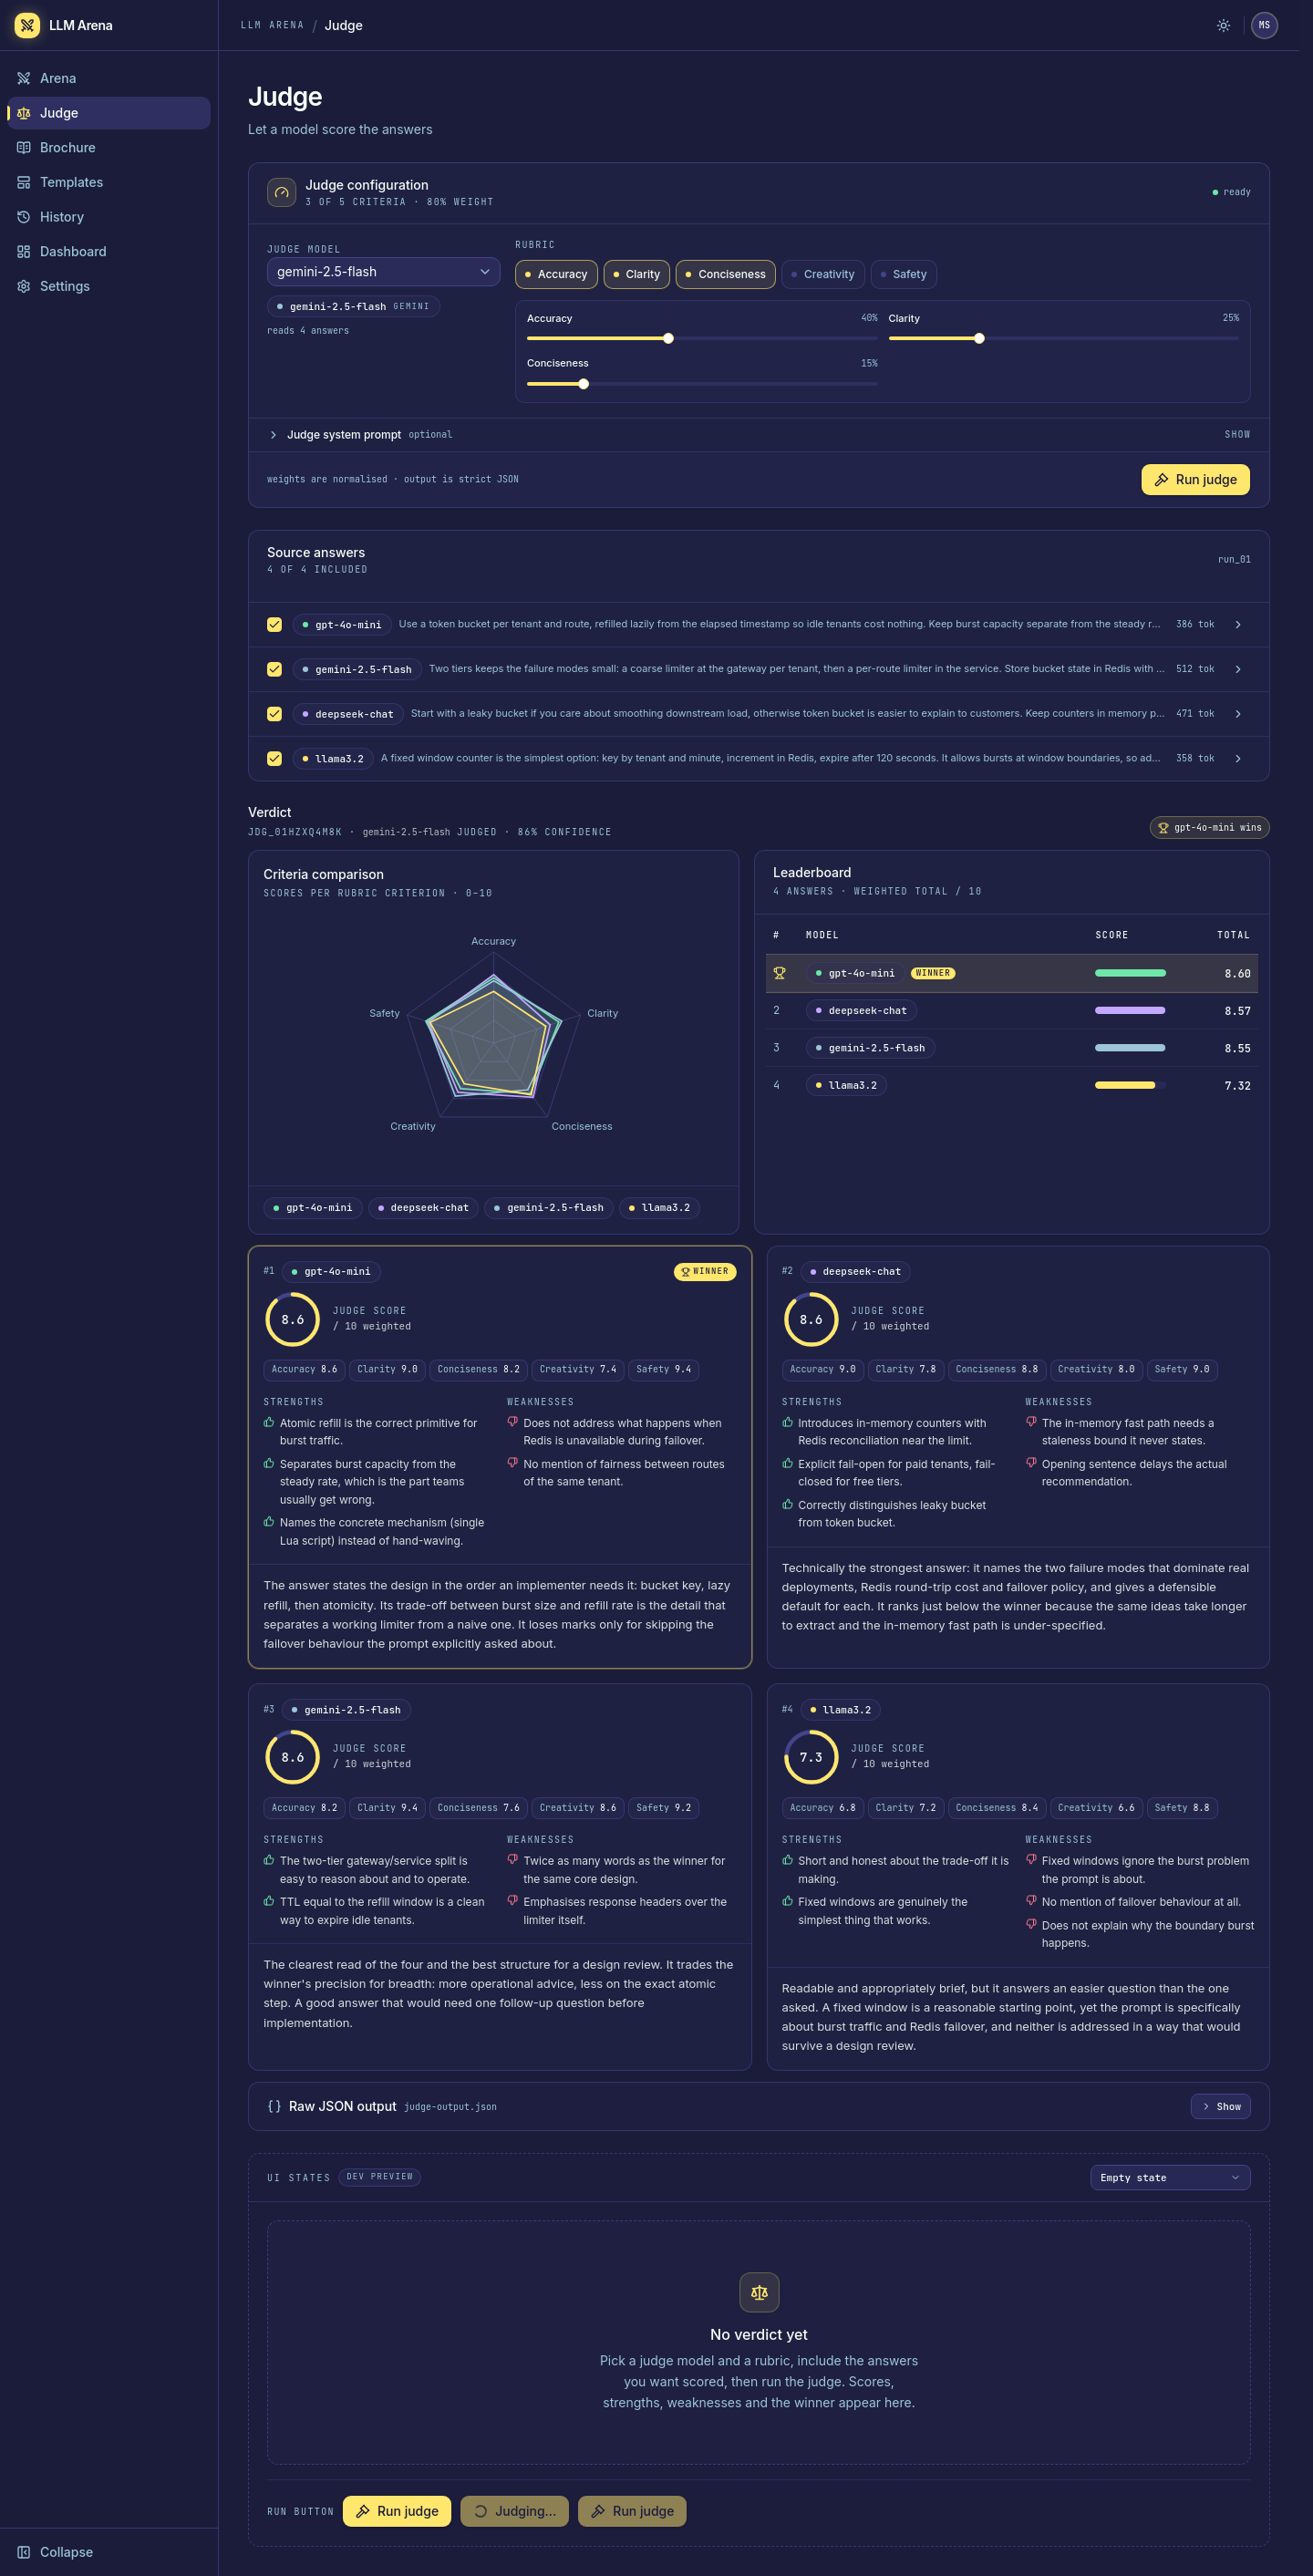 LLM Arena
LLM ARENA / Judge
MS
Arena
Judge
Brochure
Templates
History
Dashboard
Settings
Collapse
Judge
Let a model score the answers
Judge configuration
3 OF 5 CRITERIA · 80% WEIGHT
ready
JUDGE MODEL
gemini-2.5-flash
gemini-2.5-flash GEMINI
reads 4 answers
RUBRIC
Accuracy Clarity Conciseness Creativity Safety
Accuracy 40% Clarity 25%
Conciseness 15%
Judge system prompt optional SHOW
weights are normalised · output is strict JSON
Run judge
Source answers
4 OF 4 INCLUDED
run_01
gpt-4o-mini Use a token bucket per tenant and route, refilled lazily from the elapsed timestamp so idle tenants cost nothing. Keep burst capacity separate from the steady r... 386 tok
gemini-2.5-flash Two tiers keeps the failure modes small: a coarse limiter at the gateway per tenant, then a per-route limiter in the service. Store bucket state in Redis with ... 512 tok
deepseek-chat Start with a leaky bucket if you care about smoothing downstream load, otherwise token bucket is easier to explain to customers. Keep counters in memory p... 471 tok
llama3.2 A fixed window counter is the simplest option: key by tenant and minute, increment in Redis, expire after 120 seconds. It allows bursts at window boundaries, so ad... 358 tok
Verdict
JDG_01HZXQ4M8K · gemini-2.5-flash JUDGED · 86% CONFIDENCE
gpt-4o-mini wins
Criteria comparison
SCORES PER RUBRIC CRITERION · 0–10
Accuracy
Safety
Clarity
Creativity
Conciseness
gpt-4o-mini deepseek-chat gemini-2.5-flash llama3.2
Leaderboard
4 ANSWERS · WEIGHTED TOTAL / 10
# MODEL SCORE TOTAL
gpt-4o-mini WINNER 8.60
2 deepseek-chat 8.57
3 gemini-2.5-flash 8.55
4 llama3.2 7.32
#1 gpt-4o-mini WINNER
8.6
JUDGE SCORE
/ 10 weighted
Accuracy 8.6 Clarity 9.0 Conciseness 8.2 Creativity 7.4 Safety 9.4
STRENGTHS
Atomic refill is the correct primitive for
burst traffic.
Separates burst capacity from the
steady rate, which is the part teams
usually get wrong.
Names the concrete mechanism (single
Lua script) instead of hand-waving.
WEAKNESSES
Does not address what happens when
Redis is unavailable during failover.
No mention of fairness between routes
of the same tenant.
The answer states the design in the order an implementer needs it: bucket key, lazy
refill, then atomicity. Its trade-off between burst size and refill rate is the detail that
separates a working limiter from a naive one. It loses marks only for skipping the
failover behaviour the prompt explicitly asked about.
#2 deepseek-chat
8.6
JUDGE SCORE
/ 10 weighted
Accuracy 9.0 Clarity 7.8 Conciseness 8.8 Creativity 8.0 Safety 9.0
STRENGTHS
Introduces in-memory counters with
Redis reconciliation near the limit.
Explicit fail-open for paid tenants, fail-
closed for free tiers.
Correctly distinguishes leaky bucket
from token bucket.
WEAKNESSES
The in-memory fast path needs a
staleness bound it never states.
Opening sentence delays the actual
recommendation.
Technically the strongest answer: it names the two failure modes that dominate real
deployments, Redis round-trip cost and failover policy, and gives a defensible
default for each. It ranks just below the winner because the same ideas take longer
to extract and the in-memory fast path is under-specified.
#3 gemini-2.5-flash
8.6
JUDGE SCORE
/ 10 weighted
Accuracy 8.2 Clarity 9.4 Conciseness 7.6 Creativity 8.6 Safety 9.2
STRENGTHS
The two-tier gateway/service split is
easy to reason about and to operate.
TTL equal to the refill window is a clean
way to expire idle tenants.
WEAKNESSES
Twice as many words as the winner for
the same core design.
Emphasises response headers over the
limiter itself.
The clearest read of the four and the best structure for a design review. It trades the
winner's precision for breadth: more operational advice, less on the exact atomic
step. A good answer that would need one follow-up question before
implementation.
#4 llama3.2
7.3
JUDGE SCORE
/ 10 weighted
Accuracy 6.8 Clarity 7.2 Conciseness 8.4 Creativity 6.6 Safety 8.8
STRENGTHS
Short and honest about the trade-off it is
making.
Fixed windows are genuinely the
simplest thing that works.
WEAKNESSES
Fixed windows ignore the burst problem
the prompt is about.
No mention of failover behaviour at all.
Does not explain why the boundary burst
happens.
Readable and appropriately brief, but it answers an easier question than the one
asked. A fixed window is a reasonable starting point, yet the prompt is specifically
about burst traffic and Redis failover, and neither is addressed in a way that would
survive a design review.
{} Raw JSON output judge-output.json Show
UI STATES DEV PREVIEW Empty state
No verdict yet
Pick a judge model and a rubric, include the answers
you want scored, then run the judge. Scores,
strengths, weaknesses and the winner appear here.
RUN BUTTON Run judge Judging... Run judge